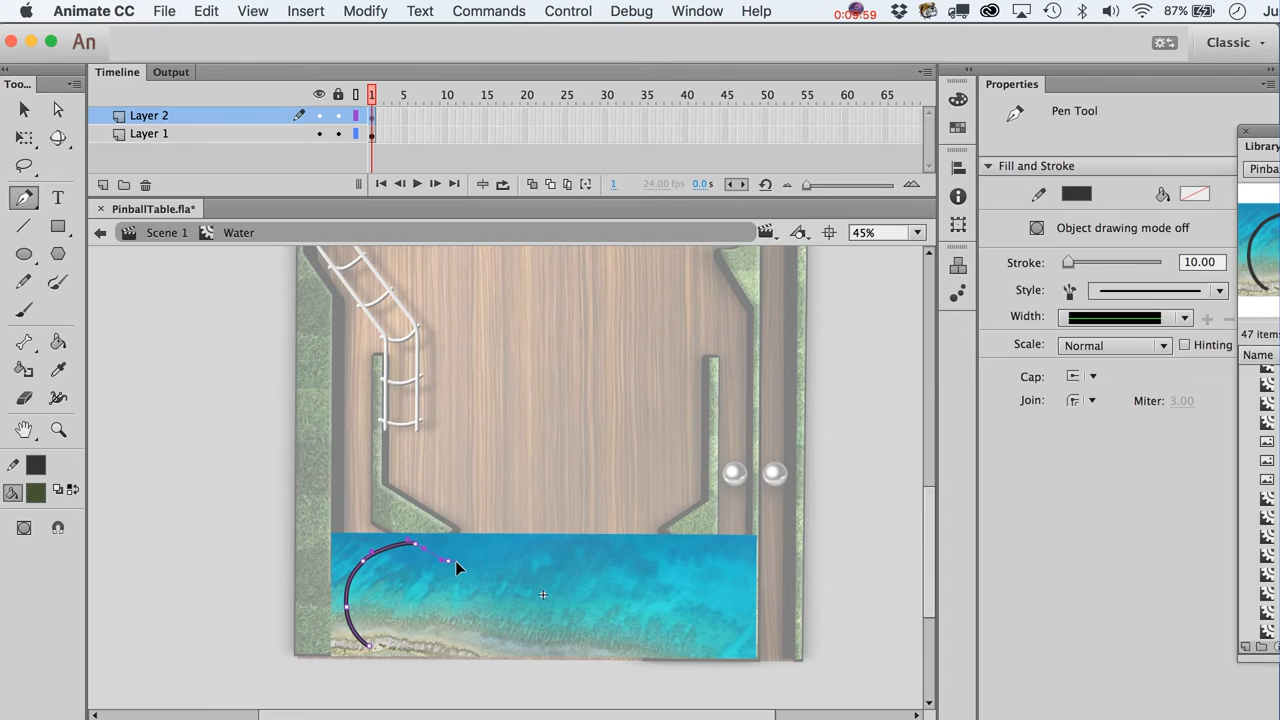 Animate CC File Edit View Insert Modify Text Commands Control Debug Window Help 87% Ju
00:09:59
An Classic
Too... Timeline Output Properties
1 5 10 15 20 25 30 35 40 45 50 55 60 65
Layer 2
Layer 1
Pen Tool
Library
Fill and Stroke
Pinba
1 24.00 fps 0.0 s
PinballTable.fla*
Scene 1 Water 45%
Object drawing mode off
Stroke: 10.00
Style:
Width:
Scale: Normal Hinting
Cap:
Join: Miter: 3.00
47 items
Name